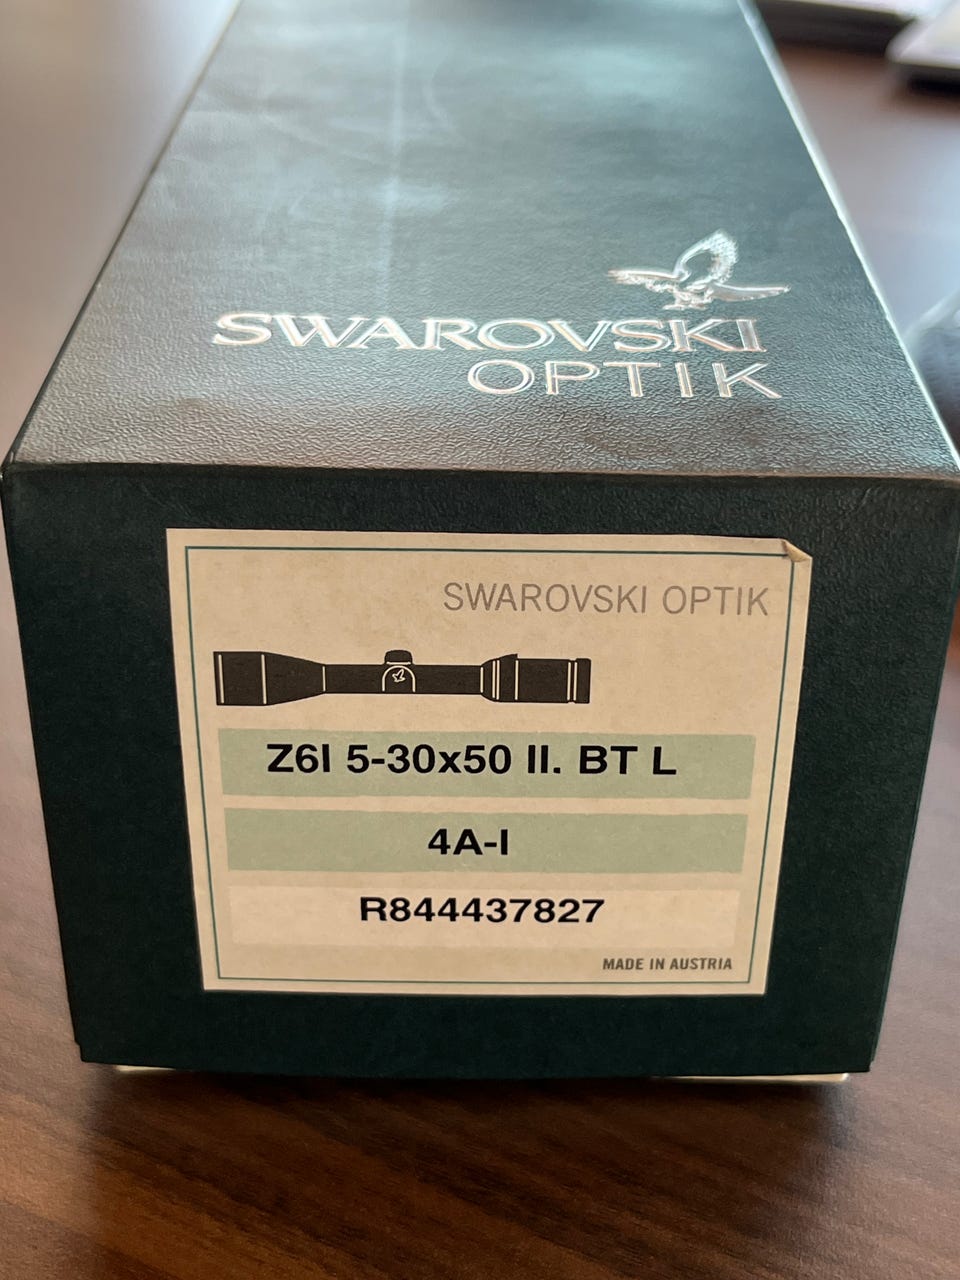 SWAROVSKI
OPTIK
SWAROVSKI OPTIK
Z6I 5-30x50 II. BT L
4A-I
R844437827
MADE IN AUSTRIA